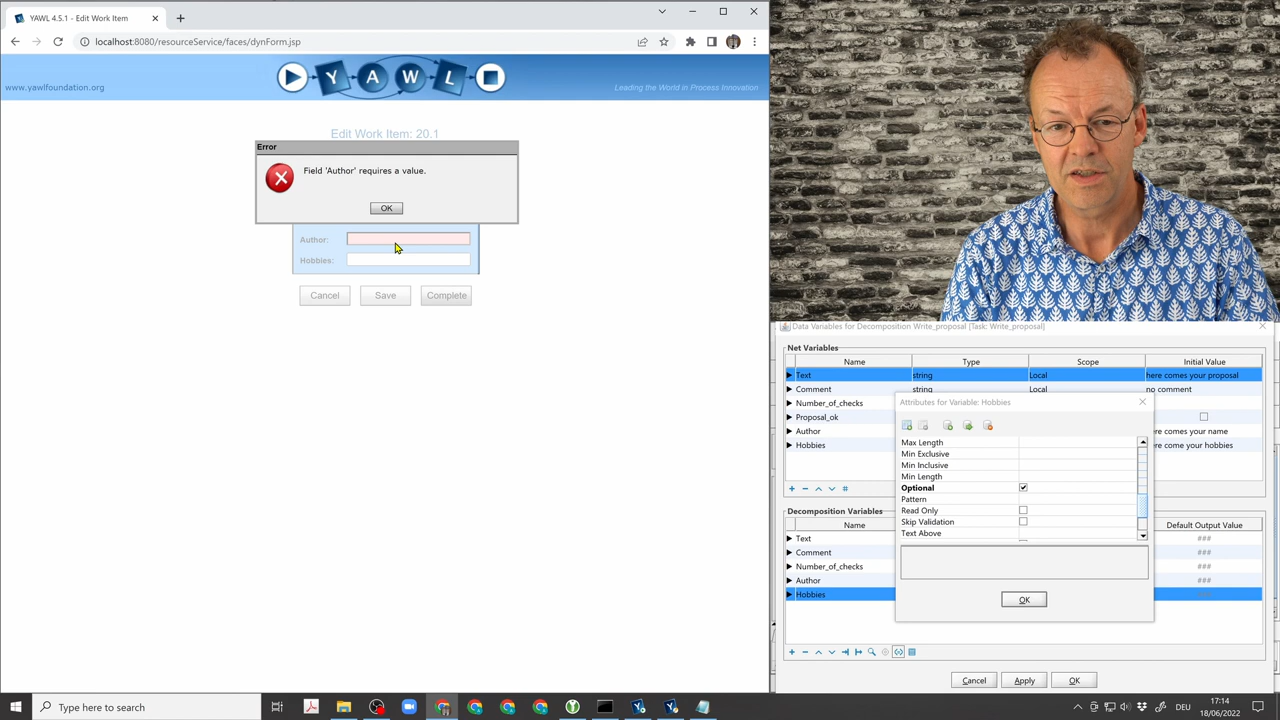 YAWL 4.5.1 - Edit Work Item
localhost:8080/resourceService/faces/dynForm.jsp
www.yawlfoundation.org
YAWL
Leading the World in Process Innovation
Edit Work Item: 20.1
Error
Field 'Author' requires a value.
OK
Author:
Hobbies:
Cancel Save Complete
Data Variables for Decomposition Write_proposal [Task: Write_proposal]
Net Variables
Name Type Scope Initial Value
Text string Local here comes your proposal
Comment string Local no comment
Number_of_checks
Proposal_ok
Author ere comes your name
Hobbies ere come your hobbies
Attributes for Variable: Hobbies
Max Length
Min Exclusive
Min Inclusive
Min Length
Optional
Pattern
Read Only
Skip Validation
Text Above
OK
Decomposition Variables
Name Default Output Value
Text ###
Comment ###
Number_of_checks ###
Author ###
Hobbies ###
Cancel Apply OK
Type here to search
DEU
17:14
18/06/2022